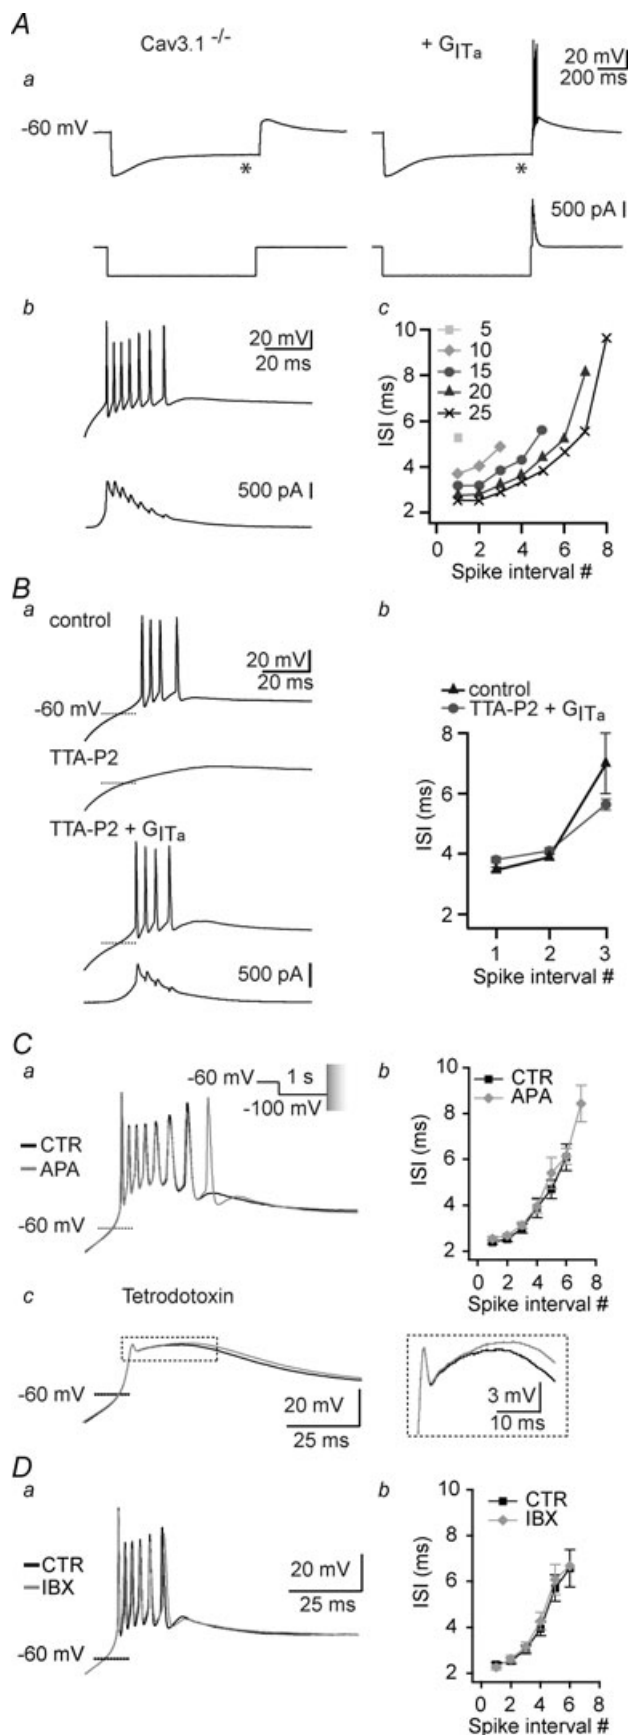 A
Cav3.1 -/-
+ GITa
20 mV
200 ms
a
-60 mV
*
*
500 pA
b
20 mV
20 ms
500 pA
c
10
8
6
4
2
ISI (ms)
5
10
15
20
25
0 2 4 6 8
Spike interval #
B
a
control
20 mV
20 ms
-60 mV
TTA-P2
TTA-P2 + GITa
500 pA
b
control
TTA-P2 + GITa
8
6
4
2
ISI (ms)
1 2 3
Spike interval #
C
a
-60 mV
1 s
-100 mV
CTR
APA
-60 mV
b
CTR
APA
10
8
6
4
2
ISI (ms)
0 2 4 6 8
Spike interval #
c
Tetrodotoxin
-60 mV
20 mV
25 ms
3 mV
10 ms
D
a
CTR
IBX
20 mV
25 ms
-60 mV
b
CTR
IBX
10
8
6
4
2
ISI (ms)
0 2 4 6 8
Spike interval #